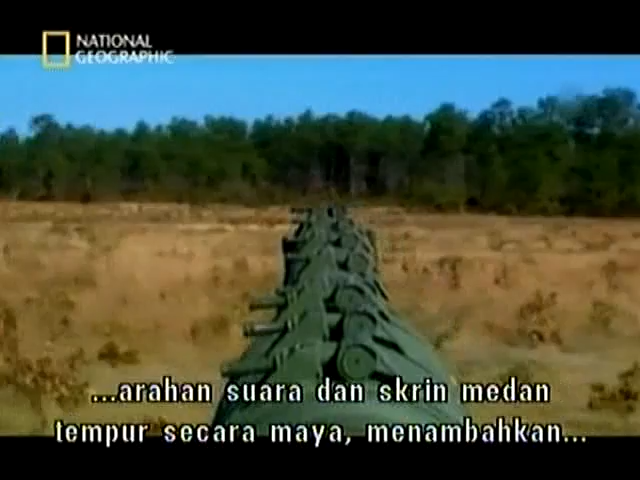 NATIONAL
GEOGRAPHIC
...arahan suara dan skrin medan
tempur secara maya, menambahkan...